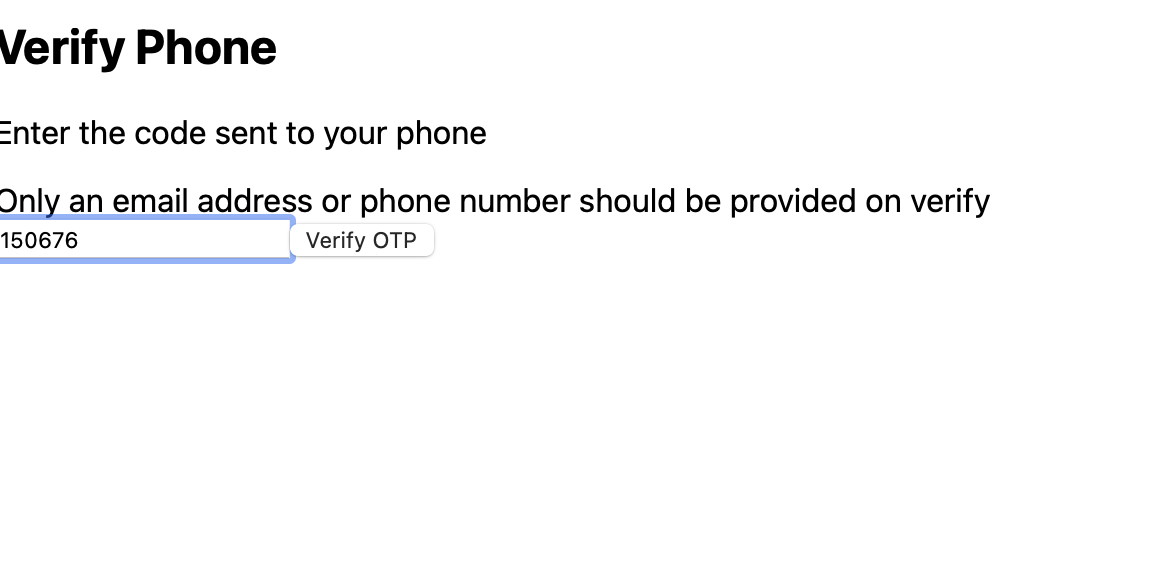 Verify Phone
Enter the code sent to your phone
Only an email address or phone number should be provided on verify
150676 Verify OTP